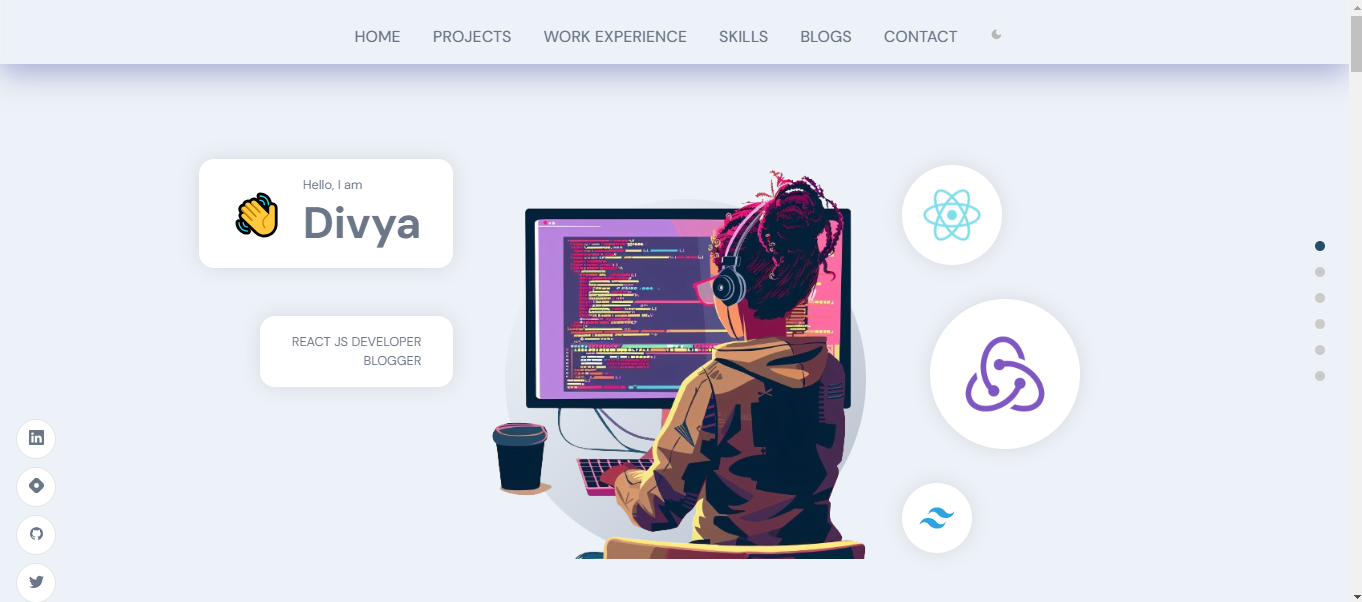 HOME PROJECTS WORK EXPERIENCE SKILLS BLOGS CONTACT
Hello, I am
Divya
REACT JS DEVELOPER
BLOGGER